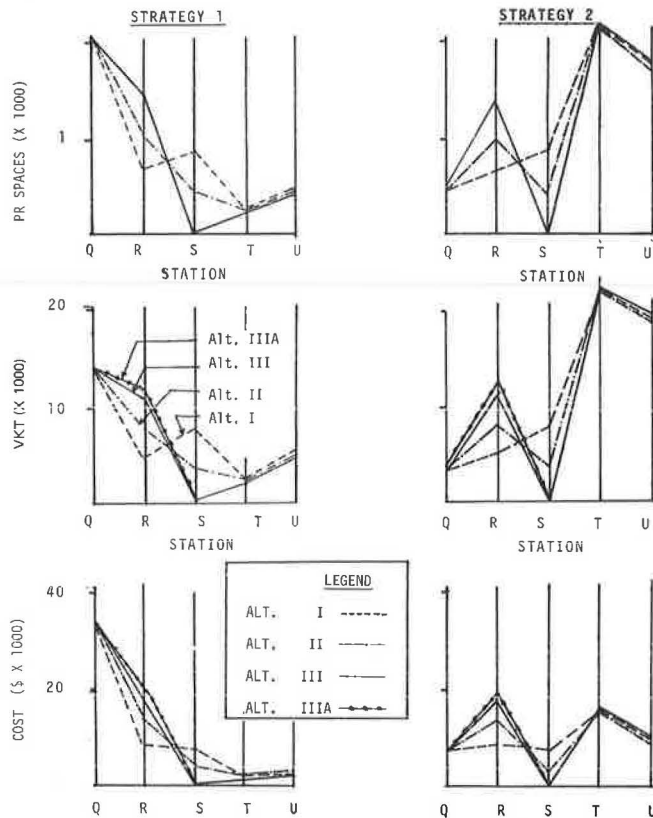 STRATEGY 1
STRATEGY 2
PR SPACES (X 1000)
1
Q R S T U
STATION
Q R S T U
STATION
VKT (X 1000)
20
10
Alt. IIIA
Alt. III
Alt. II
Alt. I
Q R S T U
STATION
Q R S T U
STATION
COST ($ X 1000)
40
20
LEGEND
ALT. I
ALT. II
ALT. III
ALT. IIIA
Q R S T U
Q R S T U